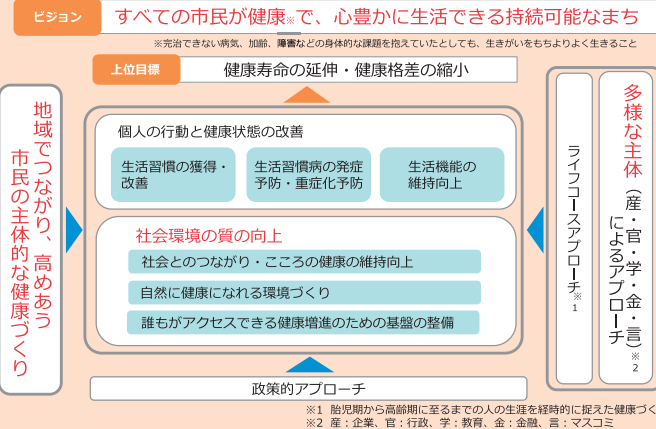 ビジョン
すべての市民が健康※で、心豊かに生活できる持続可能なまち
※完治できない病気、加齢、障害などの身体的な課題を抱えていたとしても、生きがいをもちよりよく生きること
上位目標
健康寿命の延伸・健康格差の縮小
地域でつながり、高めあう
市民の主体的な健康づくり
個人の行動と健康状態の改善
生活習慣の獲得・
改善
生活習慣病の発症
予防・重症化予防
生活機能の
維持向上
社会環境の質の向上
社会とのつながり・こころの健康の維持向上
自然に健康になれる環境づくり
誰もがアクセスできる健康増進のための基盤の整備
政策的アプローチ
ライフコースアプローチ※1
多様な主体（産・官・学・金・言）
によるアプローチ※2
※1 胎児期から高齢期に至るまでの人の生涯を経時的に捉えた健康づく
※2 産：企業、官：行政、学：教育、金：金融、言：マスコミ